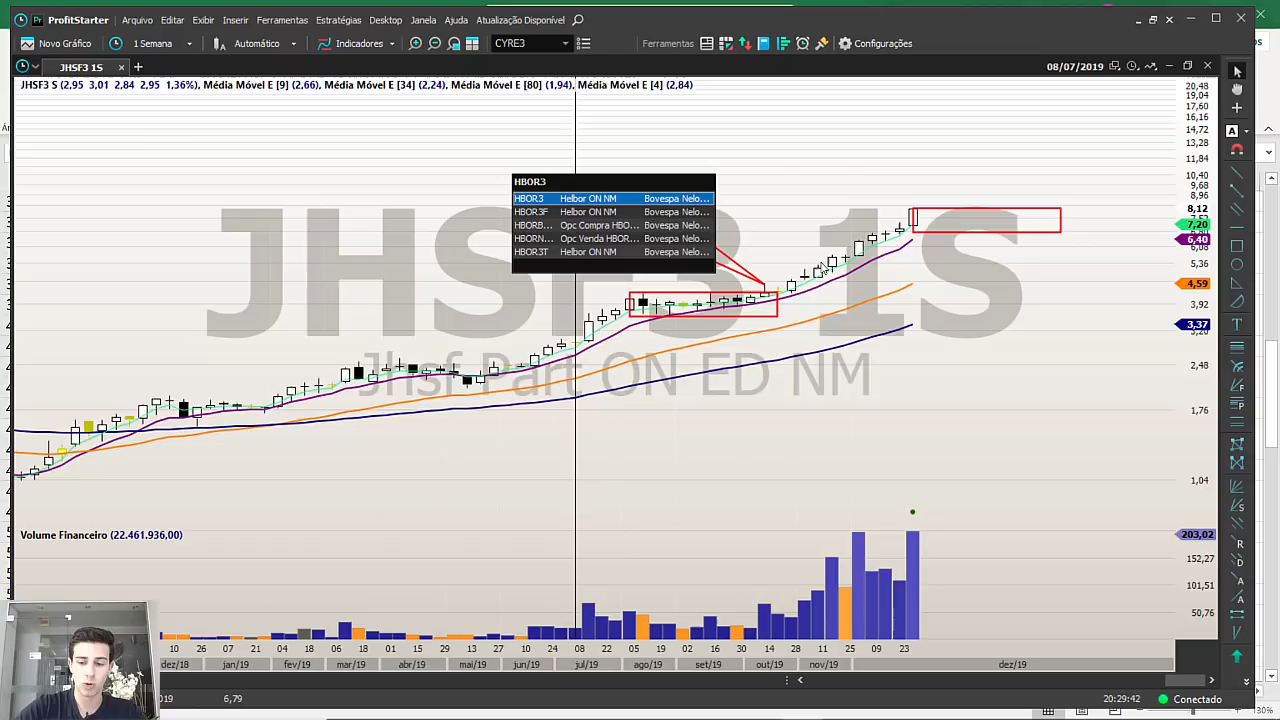 ProfitStarter Arquivo Editar Exibir Inserir Ferramentas Estratégias Desktop Janela Ajuda Atualização Disponível
Novo Gráfico 1 Semana Automático Indicadores CYRE3 Ferramentas Configurações
JHSF3 1S 08/07/2019
JHSF3 S (2,95 3,01 2,84 2,95 1,36%), Média Móvel E [9] (2,66), Média Móvel E [34] (2,24), Média Móvel E [80] (1,94), Média Móvel E [4] (2,84)
20,48
19,04
17,60
16,16
14,72
13,28
11,84
10,40
9,68
8,96
8,12
7,20
6,40
6,08
5,36
4,59
3,92
3,37
2,48
1,76
1,04
HBOR3
HBOR3 Helbor ON NM Bovespa Nelo...
HBOR3F Helbor ON NM Bovespa Nelo...
HBORB... Opc Compra HBO... Bovespa Nelo...
HBORN... Opc Venda HBOR... Bovespa Nelo...
HBOR3T Helbor ON NM Bovespa Nelo...
JHSF3 1S
Jhsf Part ON ED NM
Volume Financeiro (22.461.936,00)
203,02
152,27
101,51
50,76
10 26 07 21 04 18 04 18 01 15 29 13 27 10 24 08 22 05 19 02 16 30 14 28 11 25 09 23
dez/18 jan/19 fev/19 mar/19 abr/19 mai/19 jun/19 jul/19 ago/19 set/19 out/19 nov/19 dez/19
019 6,79 20:29:42 Conectado
30%